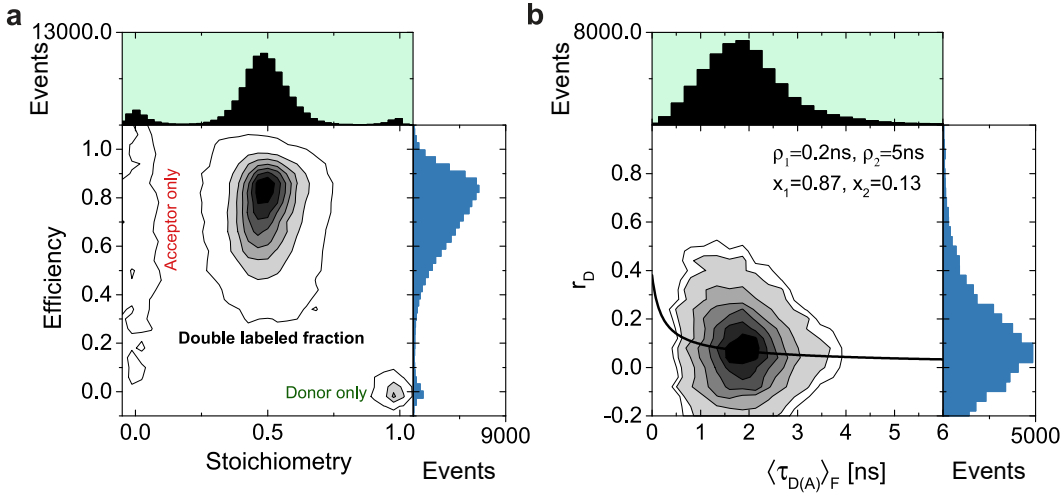 a
13000.0
Events
1.0
0.8
0.6
0.4
0.2
0.0
Efficiency
Acceptor only
Double labeled fraction
Donor only
0.0
0.5
1.0
Stoichiometry
9000
Events
b
8000.0
Events
ρ1=0.2ns, ρ2=5ns
x1=0.87, x2=0.13
0.8
0.6
0.4
0.2
0.0
-0.2
rD
0
1
2
3
4
5
6
⟨τD(A)⟩F [ns]
5000
Events